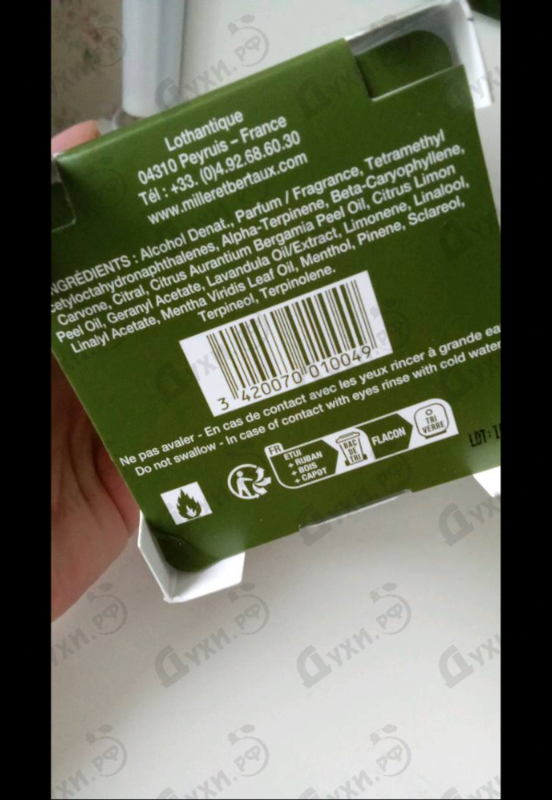 Lothantique
04310 Peyruis – France
Tél : +33. (0)4.92.68.60.30
www.milleretbertaux.com
INGRÉDIENTS : Alcohol Denat., Parfum / Fragrance, Tetramethyl
acetyloctahydronaphthalenes, Alpha-Terpinene, Beta-Caryophyllene,
Carvone, Citral, Citrus Aurantium Bergamia Peel Oil, Citrus Limon
Peel Oil, Geranyl Acetate, Lavandula Oil/Extract, Limonene, Linalool,
Linalyl Acetate, Mentha Viridis Leaf Oil, Menthol, Pinene, Sclareol,
Terpineol, Terpinolene.
3 420070 010049
Ne pas avaler - En cas de contact avec les yeux rincer à grande
Do not swallow - In case of contact with eyes rinse with cold water
FR
ETUI
+ RUBAN
+ BOIS
+ CAPOT
BAC
DE
TRI
FLACON
TRI
VERRE
LOT:
Духи.рф